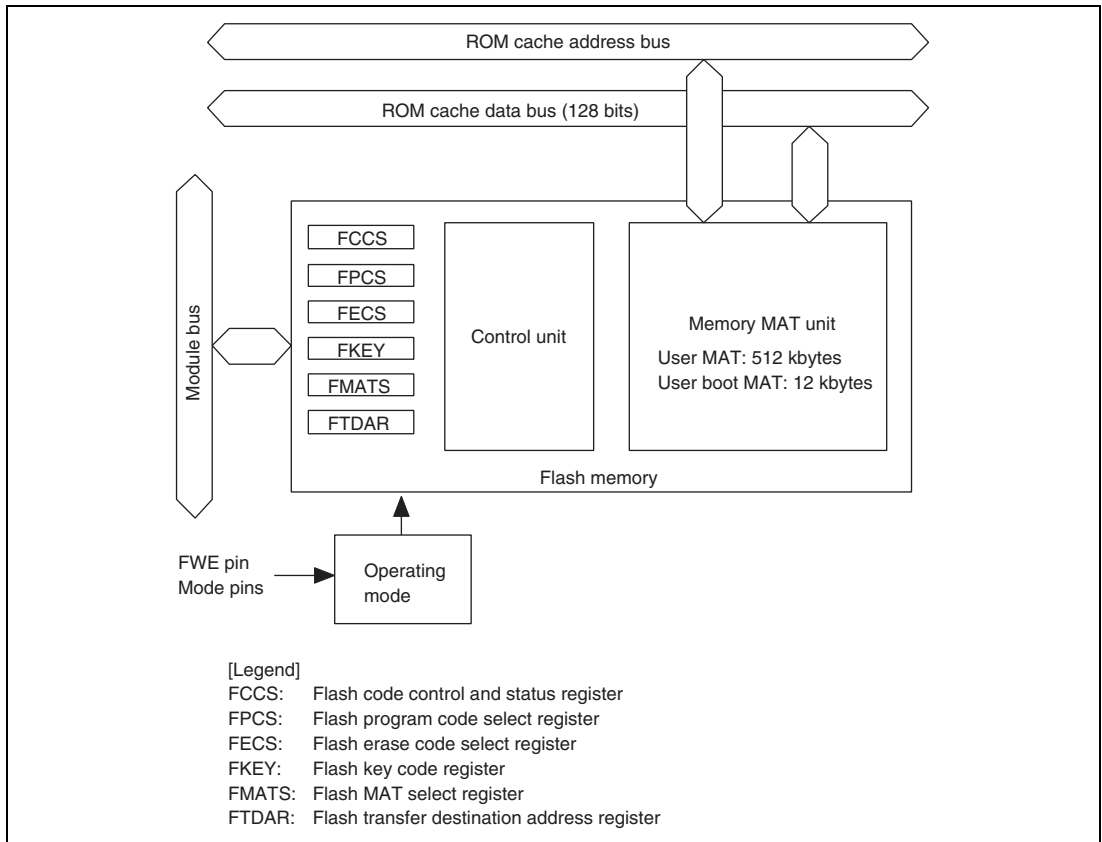 ROM cache address bus
ROM cache data bus (128 bits)
Module bus
FCCS
FPCS
FECS
FKEY
FMATS
FTDAR
Control unit
Memory MAT unit
User MAT: 512 kbytes
User boot MAT: 12 kbytes
Flash memory
FWE pin
Mode pins
Operating
mode
[Legend]
FCCS: Flash code control and status register
FPCS: Flash program code select register
FECS: Flash erase code select register
FKEY: Flash key code register
FMATS: Flash MAT select register
FTDAR: Flash transfer destination address register